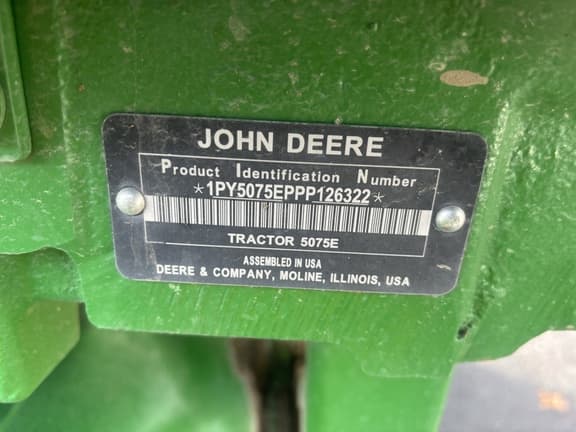 JOHN DEERE
Product Identification Number
*1PY5075EPPP126322*
TRACTOR 5075E
ASSEMBLED IN USA
DEERE & COMPANY, MOLINE, ILLINOIS, USA